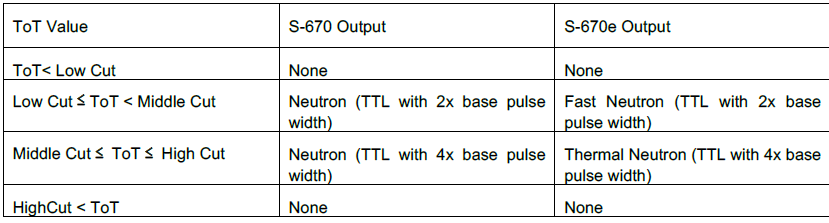 ToT Value S-670 Output S-670e Output
ToT< Low Cut None None
Low Cut ≤ ToT < Middle Cut Neutron (TTL with 2x base pulse Fast Neutron (TTL with 2x base
width) pulse width)
Middle Cut ≤ ToT ≤ High Cut Neutron (TTL with 4x base pulse Thermal Neutron (TTL with 4x base
width) pulse width)
HighCut < ToT None None